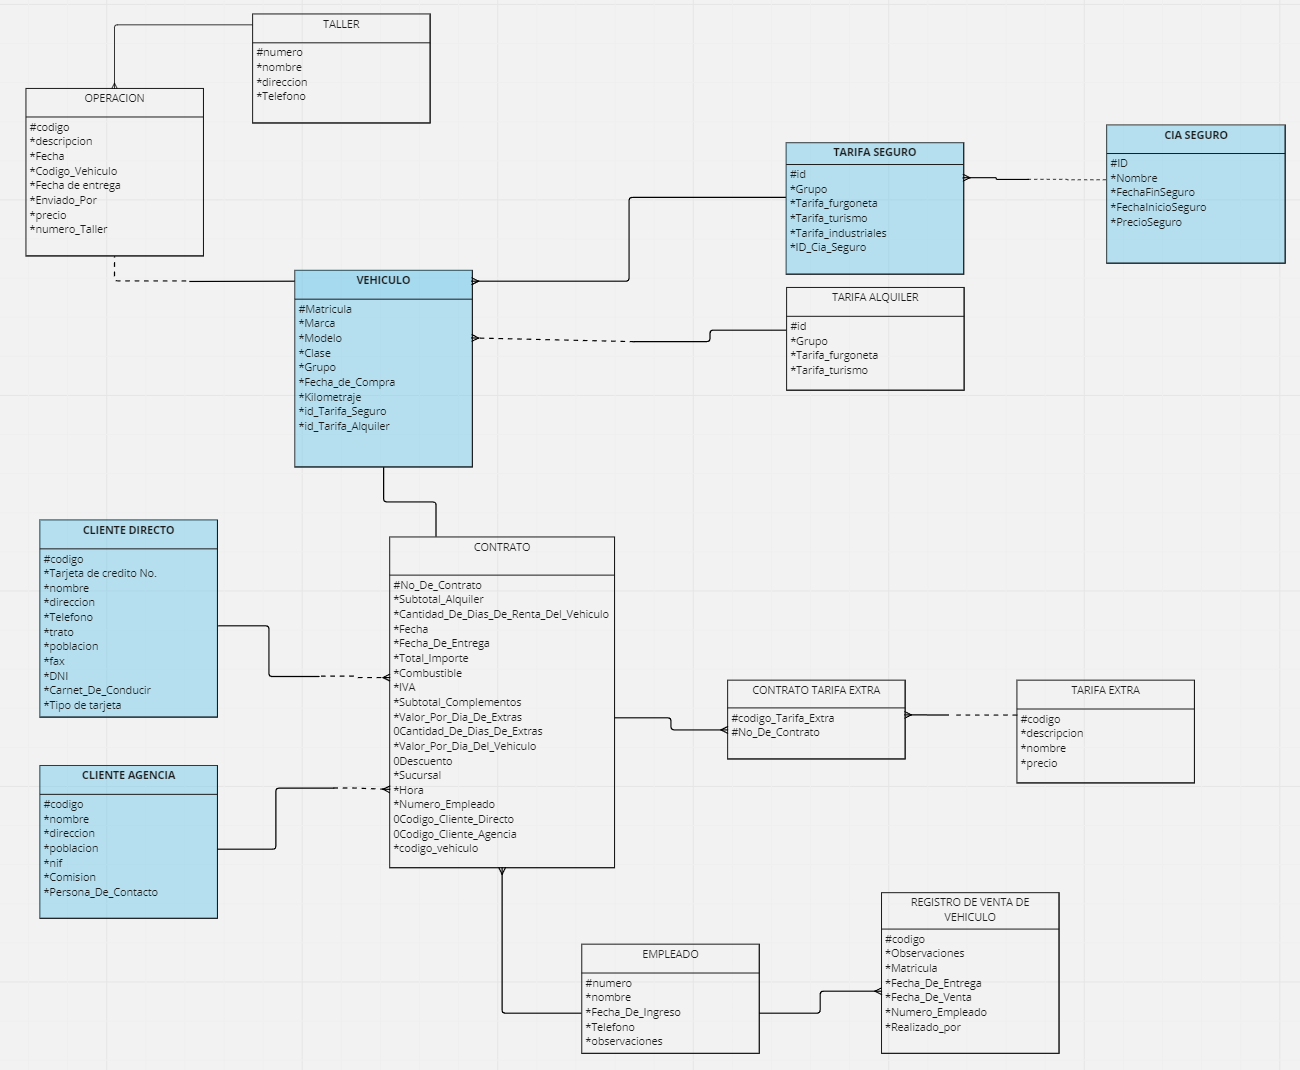 TALLER
#numero
*nombre
*direccion
*Telefono
OPERACION
#codigo
*descripcion
*Fecha
*Codigo_Vehiculo
*Fecha de entrega
*Enviado_Por
*precio
*numero_Taller
TARIFA SEGURO
#id
*Grupo
*Tarifa_furgoneta
*Tarifa_turismo
*Tarifa_industriales
*ID_Cia_Seguro
CIA SEGURO
#ID
*Nombre
*FechaFinSeguro
*FechaInicioSeguro
*PrecioSeguro
VEHICULO
#Matricula
*Marca
*Modelo
*Clase
*Grupo
*Fecha_de_Compra
*Kilometraje
*id_Tarifa_Seguro
*id_Tarifa_Alquiler
TARIFA ALQUILER
#id
*Grupo
*Tarifa_furgoneta
*Tarifa_turismo
CLIENTE DIRECTO
#codigo
*Tarjeta de credito No.
*nombre
*direccion
*Telefono
*trato
*poblacion
*fax
*DNI
*Carnet_De_Conducir
*Tipo de tarjeta
CONTRATO
#No_De_Contrato
*Subtotal_Alquiler
*Cantidad_De_Dias_De_Renta_Del_Vehiculo
*Fecha
*Fecha_De_Entrega
*Total_Importe
*Combustible
*IVA
*Subtotal_Complementos
*Valor_Por_Dia_De_Extras
0Cantidad_De_Dias_De_Extras
*Valor_Por_Dia_Del_Vehiculo
0Descuento
*Sucursal
*Hora
*Numero_Empleado
0Codigo_Cliente_Directo
0Codigo_Cliente_Agencia
*codigo_vehiculo
CONTRATO TARIFA EXTRA
#codigo_Tarifa_Extra
#No_De_Contrato
TARIFA EXTRA
#codigo
*descripcion
*nombre
*precio
CLIENTE AGENCIA
#codigo
*nombre
*direccion
*poblacion
*nif
*Comision
*Persona_De_Contacto
EMPLEADO
#numero
*nombre
*Fecha_De_Ingreso
*Telefono
*observaciones
REGISTRO DE VENTA DE
VEHICULO
#codigo
*Observaciones
*Matricula
*Fecha_De_Entrega
*Fecha_De_Venta
*Numero_Empleado
*Realizado_por